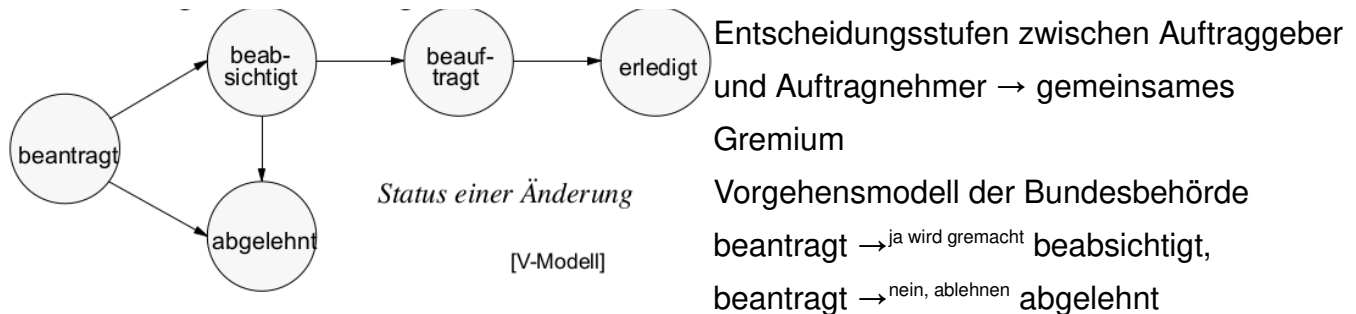 beab-
sichtigt
beauf-
tragt
erledigt
beantragt
abgelehnt
Status einer Änderung
[V-Modell]
Entscheidungsstufen zwischen Auftraggeber
und Auftragnehmer → gemeinsames
Gremium
Vorgehensmodell der Bundesbehörde
beantragt →ja wird gremacht beabsichtigt,
beantragt →nein, ablehnen abgelehnt